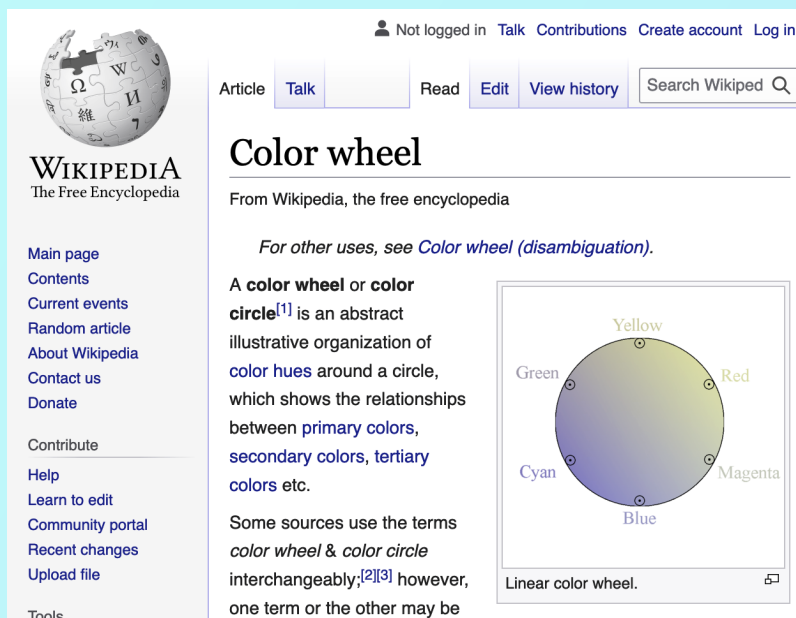 Not logged in Talk Contributions Create account Log in
Article Talk Read Edit View history Search Wikiped
Ω W И 維 ウィ 7
WIKIPEDIA
The Free Encyclopedia
Main page
Contents
Current events
Random article
About Wikipedia
Contact us
Donate
Contribute
Help
Learn to edit
Community portal
Recent changes
Upload file
Tools
Color wheel
From Wikipedia, the free encyclopedia
For other uses, see Color wheel (disambiguation).
A color wheel or color
circle[1] is an abstract
illustrative organization of
color hues around a circle,
which shows the relationships
between primary colors,
secondary colors, tertiary
colors etc.
Some sources use the terms
color wheel & color circle
interchangeably;[2][3] however,
one term or the other may be
Yellow
Green Red
Cyan Magenta
Blue
Linear color wheel.